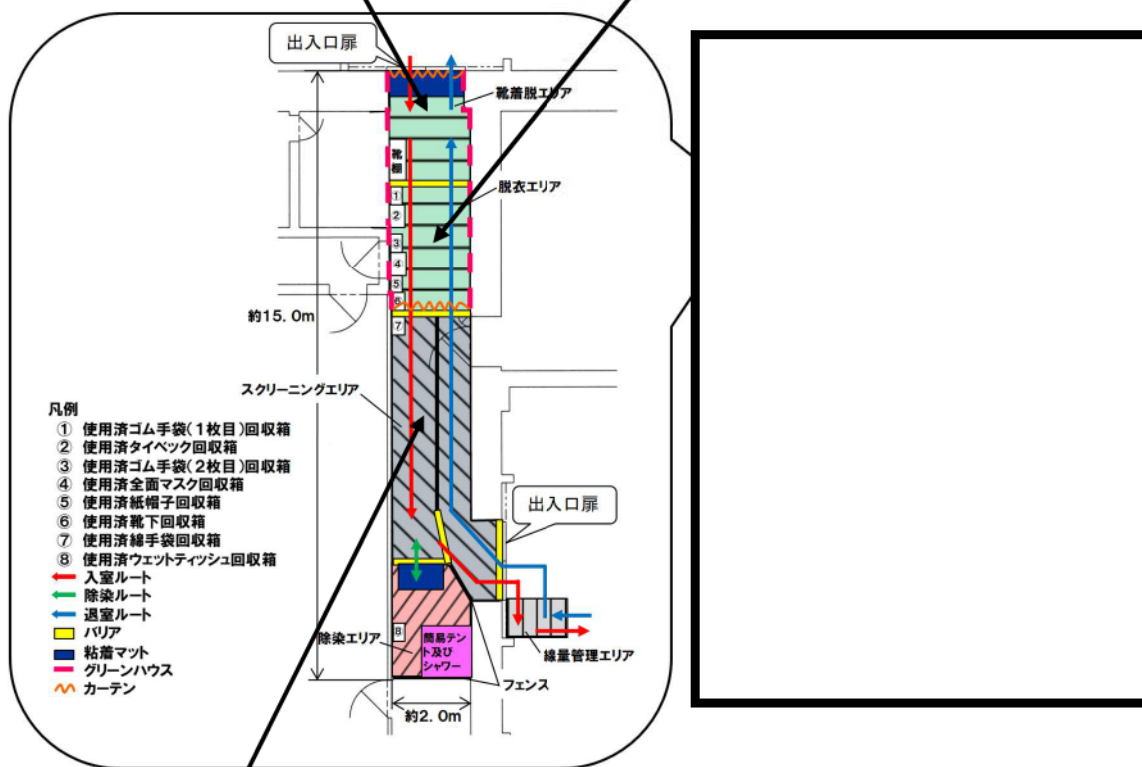 出入口扉
靴着脱エリア
靴棚
脱衣エリア
①
②
③
④
⑤
⑥
⑦
約15.0m
スクリーニングエリア
凡例
① 使用済ゴム手袋(1枚目)回収箱
② 使用済タイベック回収箱
③ 使用済ゴム手袋(2枚目)回収箱
④ 使用済全面マスク回収箱
⑤ 使用済紙帽子回収箱
⑥ 使用済靴下回収箱
⑦ 使用済綿手袋回収箱
⑧ 使用済ウェットティッシュ回収箱
入室ルート
除染ルート
退室ルート
バリア
粘着マット
グリーンハウス
カーテン
出入口扉
⑧
除染エリア
簡易テン
ト及び
シャワー
線量管理エリア
フェンス
約2.0m